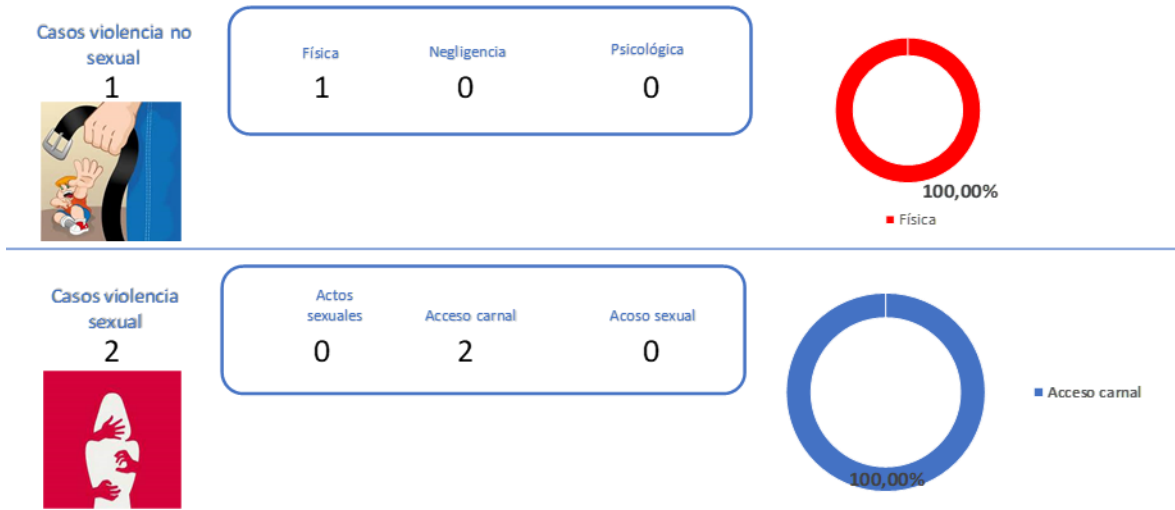 Casos violencia no
sexual
1
Física
Negligencia
Psicológica
1
0
0
100,00%
Física
Casos violencia
sexual
2
Actos
sexuales
Acceso carnal
Acoso sexual
0
2
0
100,00%
Acceso carnal